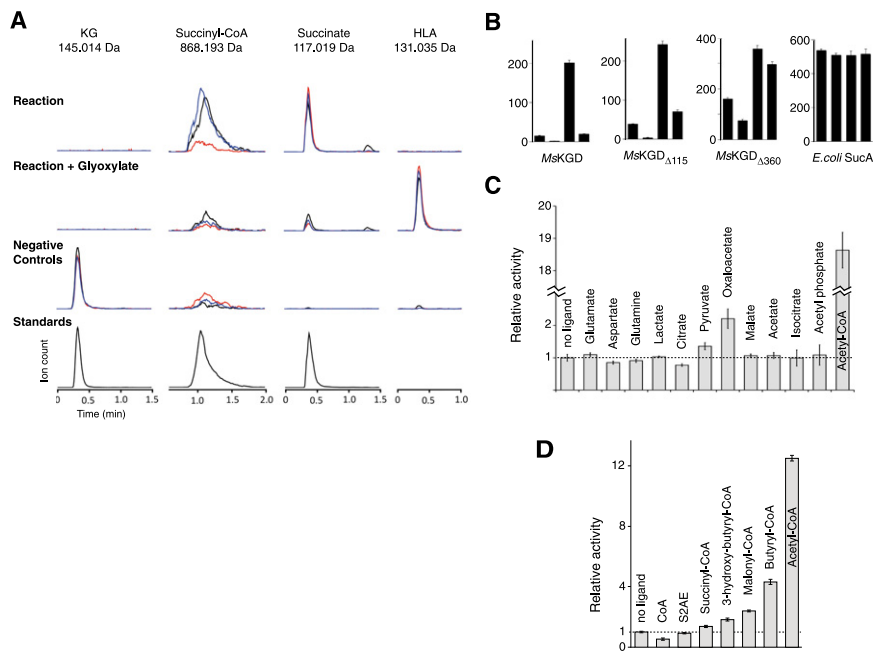 A
KG
145.014 Da
Succinyl-CoA
868.193 Da
Succinate
117.019 Da
HLA
131.035 Da
Reaction
Reaction + Glyoxylate
Negative
Controls
Standards
Ion count
0 0.5 1.0 1.5
1.0 1.5 2.0
0 0.5 1.0 1.5
0 0.5 1.0
Time (min)
B
200
100
0
MsKGD
200
100
0
MsKGDΔ115
400
200
0
MsKGDΔ360
600
400
200
0
E.coli SucA
C
Relative activity
20
19
18
2
1
no ligand
Glutamate
Aspartate
Glutamine
Lactate
Citrate
Pyruvate
Oxaloacetate
Malate
Acetate
Isocitrate
Acetyl phosphate
Acetyl-CoA
D
Relative activity
12
8
4
1
0
no ligand
CoA
S2AE
Succinyl-CoA
3-hydroxy-butyryl-CoA
Malonyl-CoA
Butyryl-CoA
Acetyl-CoA